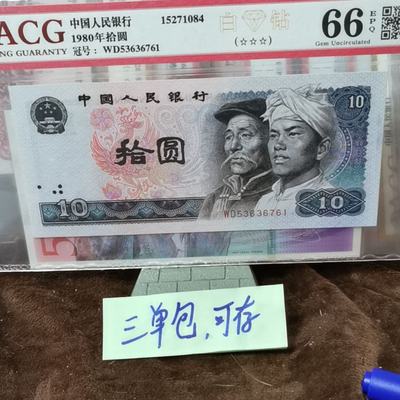 ACG 中国人民银行 15271084 白 钻 66 EPQ
1980年拾圆 (☆☆☆) Gem Uncirculated
NG GUARANTY 冠号: WD53636761
中国人民银行 10
拾圆
10 WD53636761 10
5
三单包,可存